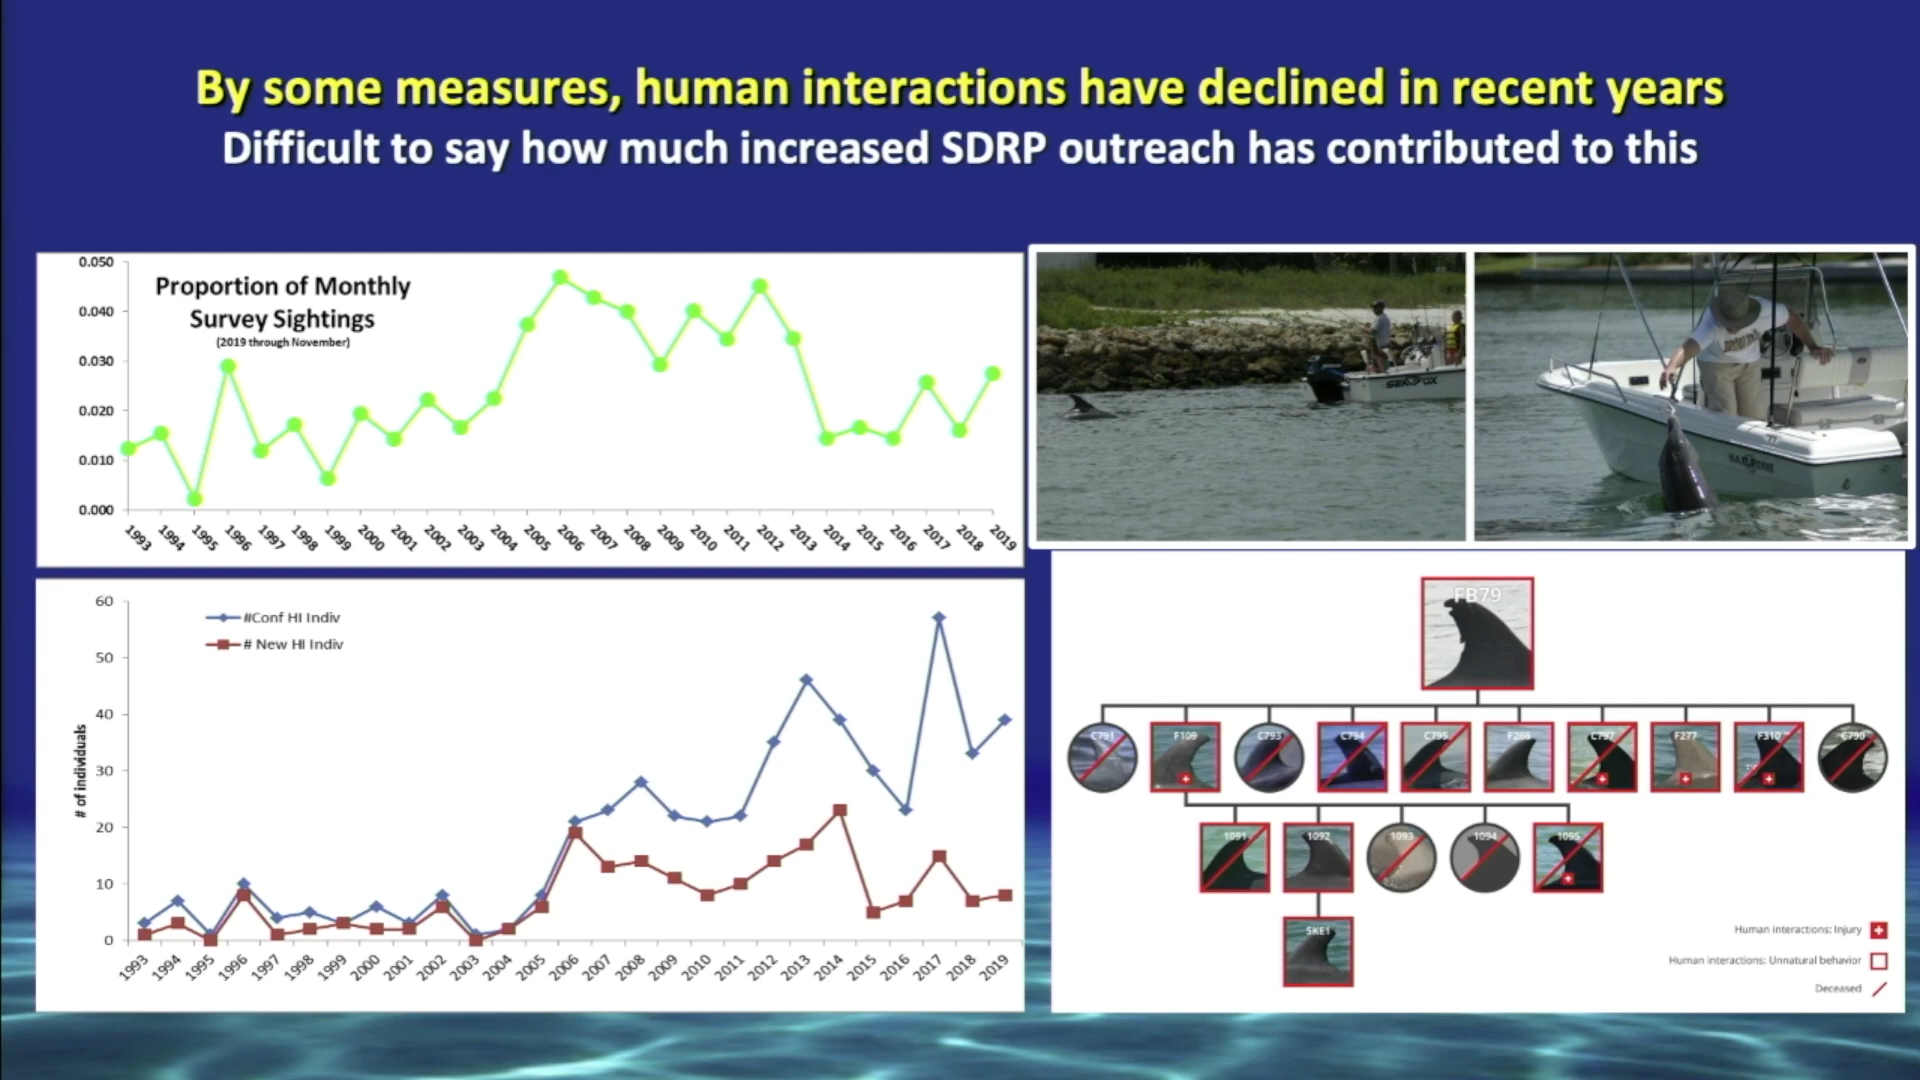 By some measures, human interactions have declined in recent years
Difficult to say how much increased SDRP outreach has contributed to this
Proportion of Monthly
Survey Sightings
(2019 through November)
0.050
0.040
0.030
0.020
0.010
0.000
1993 1994 1995 1996 1997 1998 1999 2000 2001 2002 2003 2004 2005 2006 2007 2008 2009 2010 2011 2012 2013 2014 2015 2016 2017 2018 2019
SEA FOX
#Conf HI Indiv
# New HI Indiv
# of individuals
60
50
40
30
20
10
0
1993 1994 1995 1996 1997 1998 1999 2000 2001 2002 2003 2004 2005 2006 2007 2008 2009 2010 2011 2012 2013 2014 2015 2016 2017 2018 2019
FB79
C791 F109 C793 C794 C795 F266 C797 F277 F310 C790
1091 1092 1093 1094 1095
SKE1
Human interactions: Injury
Human interactions: Unnatural behavior
Deceased